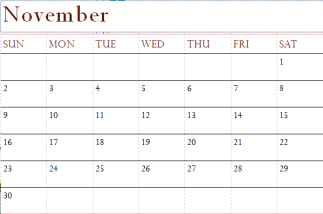 November
SUN MON TUE WED THU FRI SAT
1
2 3 4 5 6 7 8
9 10 11 12 13 14 15
16 17 18 19 20 21 22
23 24 25 26 27 28 29
30